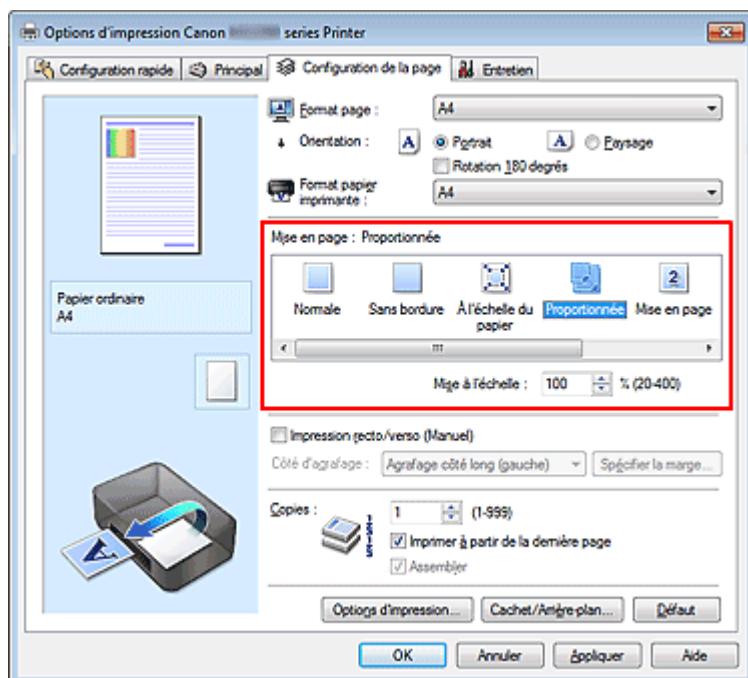 Options d'impression Canon series Printer
Configuration rapide Principal Configuration de la page Entretien
Format page : A4
Orientation : A Portrait A Paysage
Rotation 180 degrés
Format papier imprimante : A4
Mise en page : Proportionnée
Normale Sans bordure À l'échelle du papier Proportionnée 2 Mise en page
Mise à l'échelle : 100 % (20-400)
Papier ordinaire
A4
Impression recto/verso (Manuel)
Côté d'agrafage : Agrafage côté long (gauche) Spécifier la marge...
Copies : 1 (1-999)
Imprimer à partir de la dernière page
Assembler
A
Options d'impression... Cachet/Arrière-plan... Défaut
OK Annuler Appliquer Aide